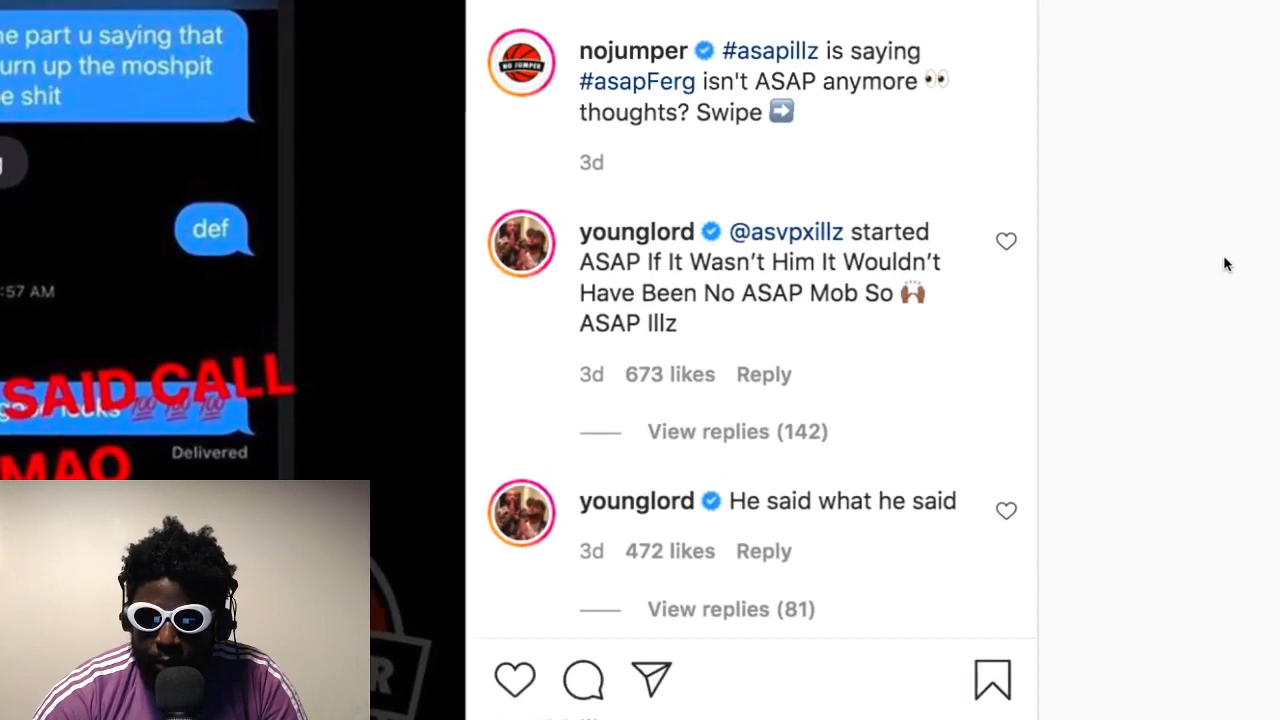 e part u saying that
urn up the moshpit
e shit
def
:57 AM
SAID CALL
MAO
Delivered
NO JUMPER
nojumper #asapillz is saying
#asapFerg isn't ASAP anymore 👀
thoughts? Swipe ➡️
3d
younglord @asvpxillz started
ASAP If It Wasn’t Him It Wouldn’t
Have Been No ASAP Mob So 🙌🏾
ASAP Illz
3d 673 likes Reply
View replies (142)
younglord He said what he said
3d 472 likes Reply
View replies (81)